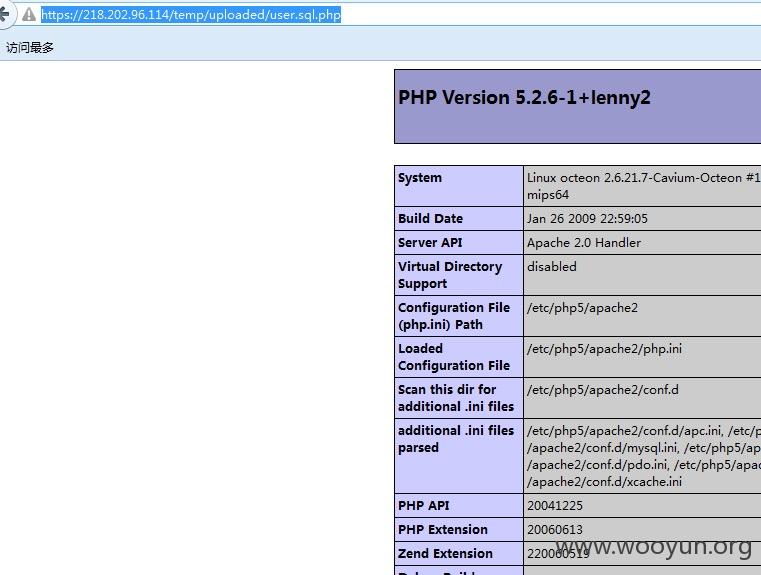 https://218.202.96.114/temp/uploaded/user.sql.php
访问最多
PHP Version 5.2.6-1+lenny2
System
Linux octeon 2.6.21.7-Cavium-Octeon #1
mips64
Build Date
Jan 26 2009 22:59:05
Server API
Apache 2.0 Handler
Virtual Directory
Support
disabled
Configuration File
(php.ini) Path
/etc/php5/apache2
Loaded
Configuration File
/etc/php5/apache2/php.ini
Scan this dir for
additional .ini files
/etc/php5/apache2/conf.d
additional .ini files
parsed
/etc/php5/apache2/conf.d/apc.ini, /etc/p
/apache2/conf.d/mysql.ini, /etc/php5/ap
/apache2/conf.d/pdo.ini, /etc/php5/apac
/apache2/conf.d/xcache.ini
PHP API
20041225
PHP Extension
20060613
Zend Extension
220060519
www.wooyun.org